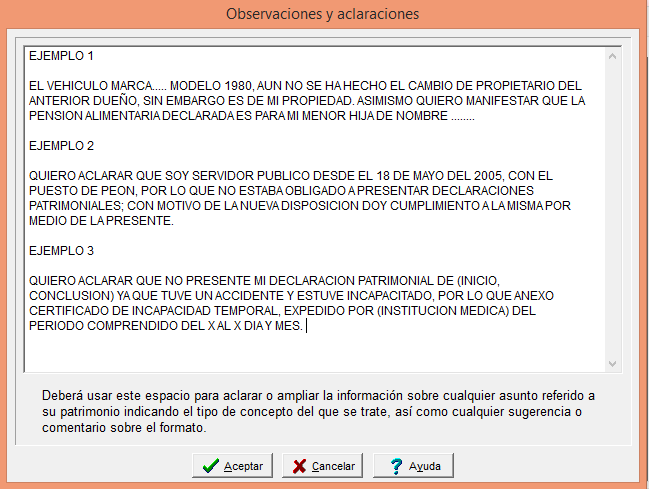 Observaciones y aclaraciones
EJEMPLO 1
EL VEHICULO MARCA..... MODELO 1980, AUN NO SE HA HECHO EL CAMBIO DE PROPIETARIO DEL
ANTERIOR DUEÑO, SIN EMBARGO ES DE MI PROPIEDAD. ASIMISMO QUIERO MANIFESTAR QUE LA
PENSION ALIMENTARIA DECLARADA ES PARA MI MENOR HIJA DE NOMBRE ........
EJEMPLO 2
QUIERO ACLARAR QUE SOY SERVIDOR PUBLICO DESDE EL 18 DE MAYO DEL 2005, CON EL
PUESTO DE PEON, POR LO QUE NO ESTABA OBLIGADO A PRESENTAR DECLARACIONES
PATRIMONIALES; CON MOTIVO DE LA NUEVA DISPOSICION DOY CUMPLIMIENTO A LA MISMA POR
MEDIO DE LA PRESENTE.
EJEMPLO 3
QUIERO ACLARAR QUE NO PRESENTE MI DECLARACION PATRIMONIAL DE (INICIO,
CONCLUSION) YA QUE TUVE UN ACCIDENTE Y ESTUVE INCAPACITADO, POR LO QUE ANEXO
CERTIFICADO DE INCAPACIDAD TEMPORAL, EXPEDIDO POR (INSTITUCION MEDICA) DEL
PERIODO COMPRENDIDO DEL X AL X DIA Y MES.
Deberá usar este espacio para aclarar o ampliar la información sobre cualquier asunto referido a
su patrimonio indicando el tipo de concepto del que se trate, así como cualquier sugerencia o
comentario sobre el formato.
Aceptar Cancelar Ayuda